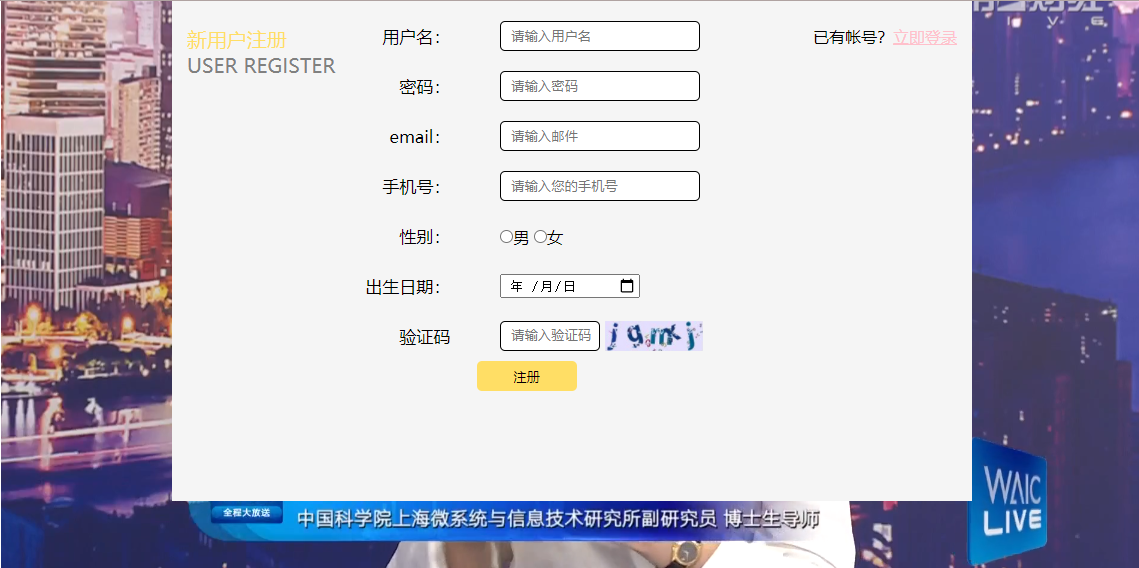 新用户注册
USER REGISTER
用户名：
请输入用户名
已有帐号？立即登录
密码：
请输入密码
email：
请输入邮件
手机号：
请输入您的手机号
性别：
男 女
出生日期：
年 /月/日
验证码
请输入验证码
注册
全程大放送
中国科学院上海微系统与信息技术研究所副研究员 博士生导师
WAIC
LIVE